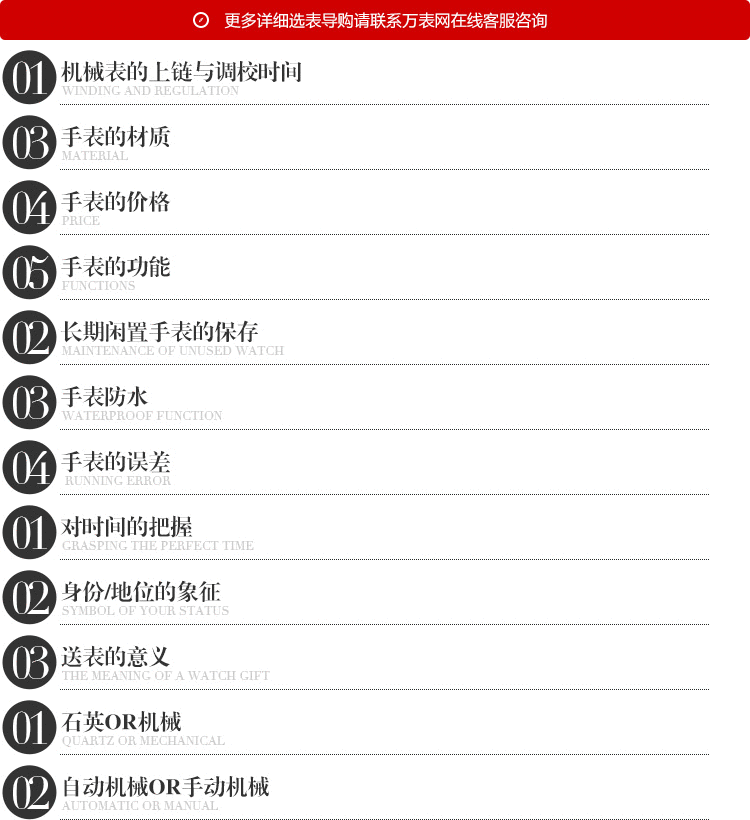 更多详细选表导购请联系万表网在线客服咨询
01 机械表的上链与调校时间
WINDING AND REGULATION
03 手表的材质
MATERIAL
04 手表的价格
PRICE
05 手表的功能
FUNCTIONS
02 长期闲置手表的保存
MAINTENANCE OF UNUSED WATCH
03 手表防水
WATERPROOF FUNCTION
04 手表的误差
RUNNING ERROR
01 对时间的把握
GRASPING THE PERFECT TIME
02 身份/地位的象征
SYMBOL OF YOUR STATUS
03 送表的意义
THE MEANING OF A WATCH GIFT
01 石英OR机械
QUARTZ OR MECHANICAL
02 自动机械OR手动机械
AUTOMATIC OR MANUAL